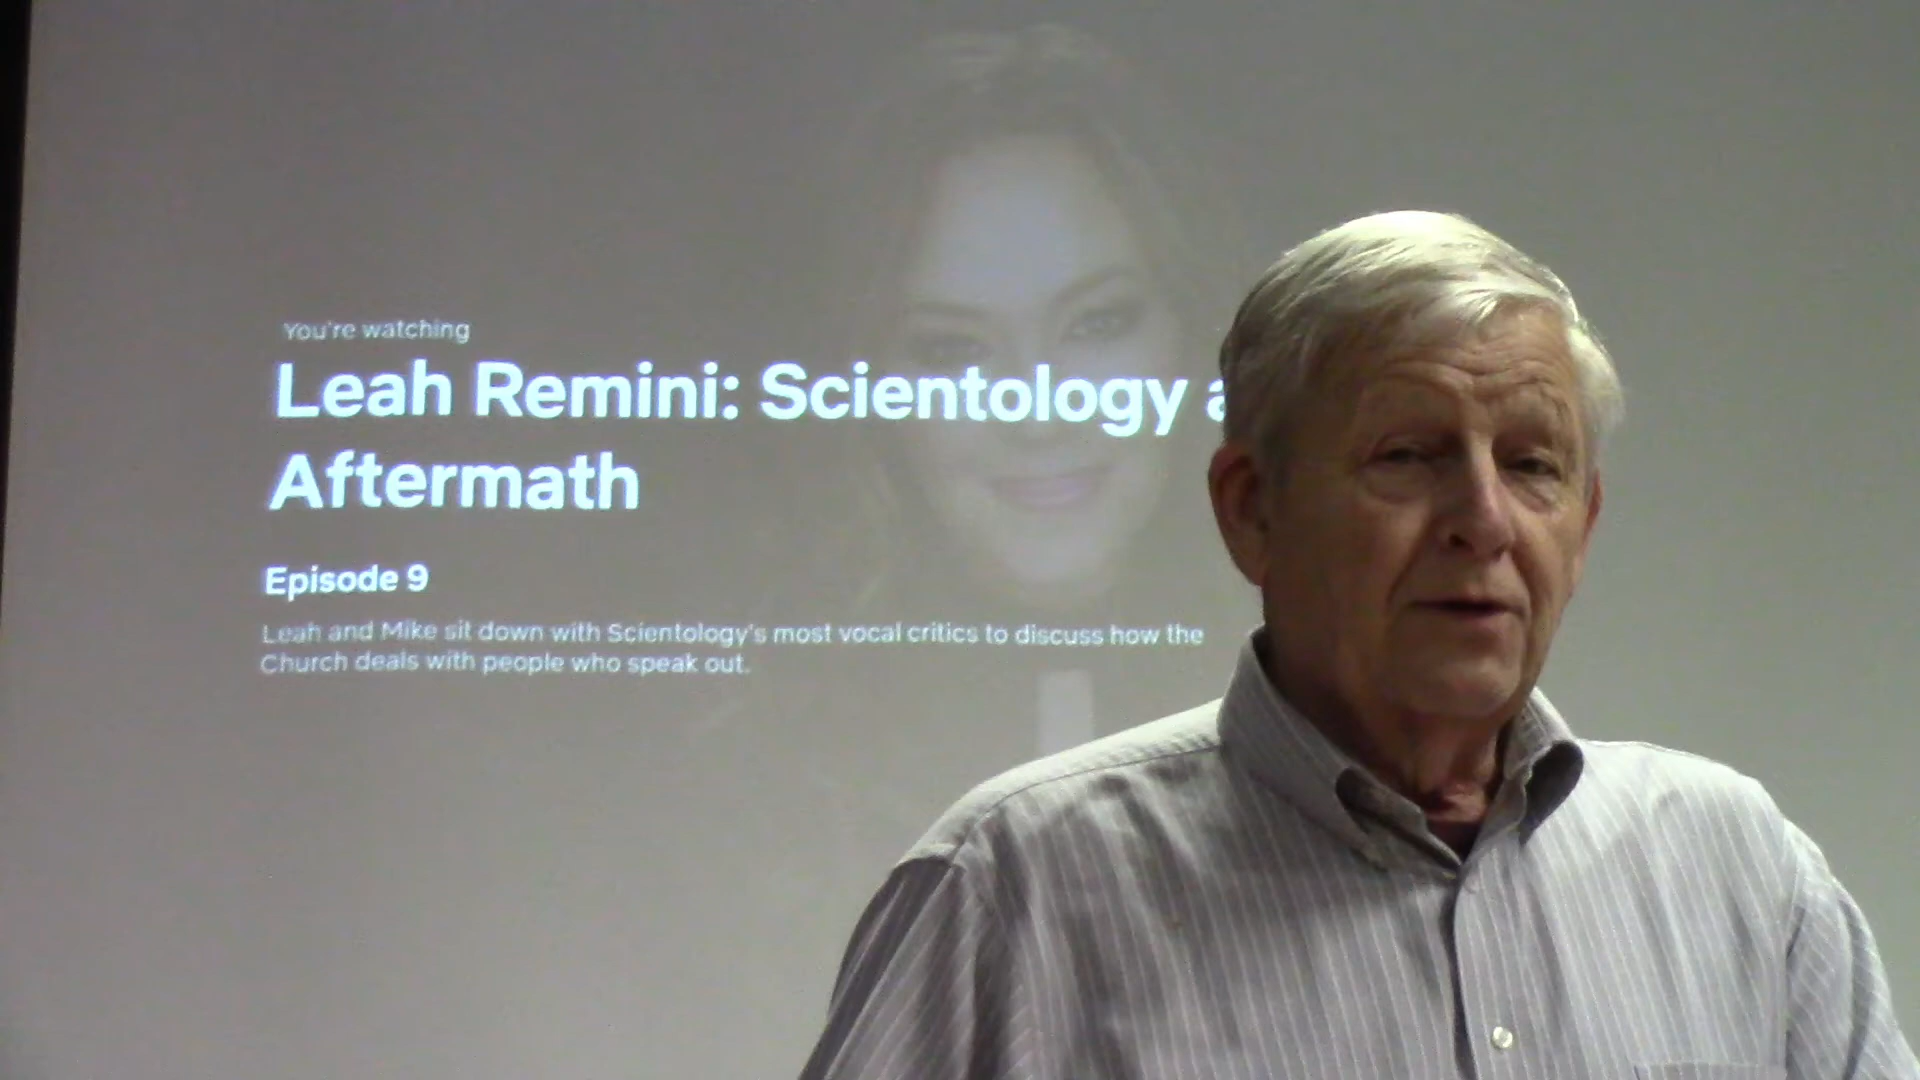 You're watching
Leah Remini: Scientology a
Aftermath
Episode 9
Leah and Mike sit down with Scientology's most vocal critics to discuss how the
Church deals with people who speak out.